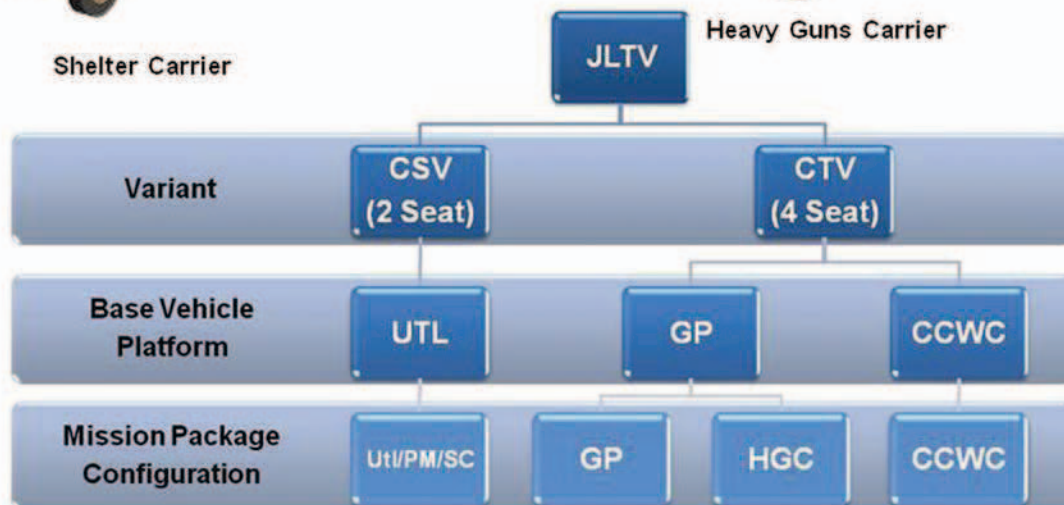 Heavy Guns Carrier
Shelter Carrier
JLTV
Variant
CSV
(2 Seat)
CTV
(4 Seat)
Base Vehicle
Platform
UTL
GP
CCWC
Mission Package
Configuration
Utl/PM/SC
GP
HGC
CCWC